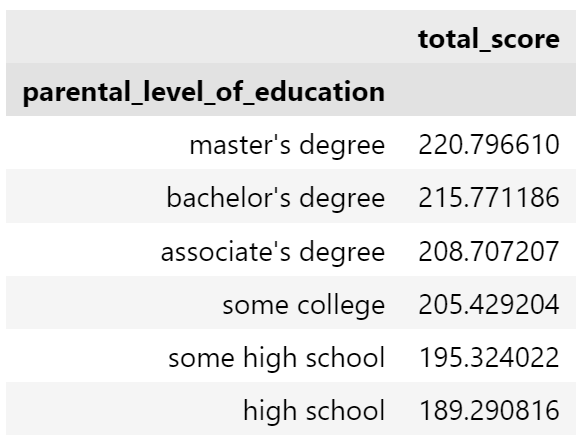 total_score
parental_level_of_education
master's degree 220.796610
bachelor's degree 215.771186
associate's degree 208.707207
some college 205.429204
some high school 195.324022
high school 189.290816